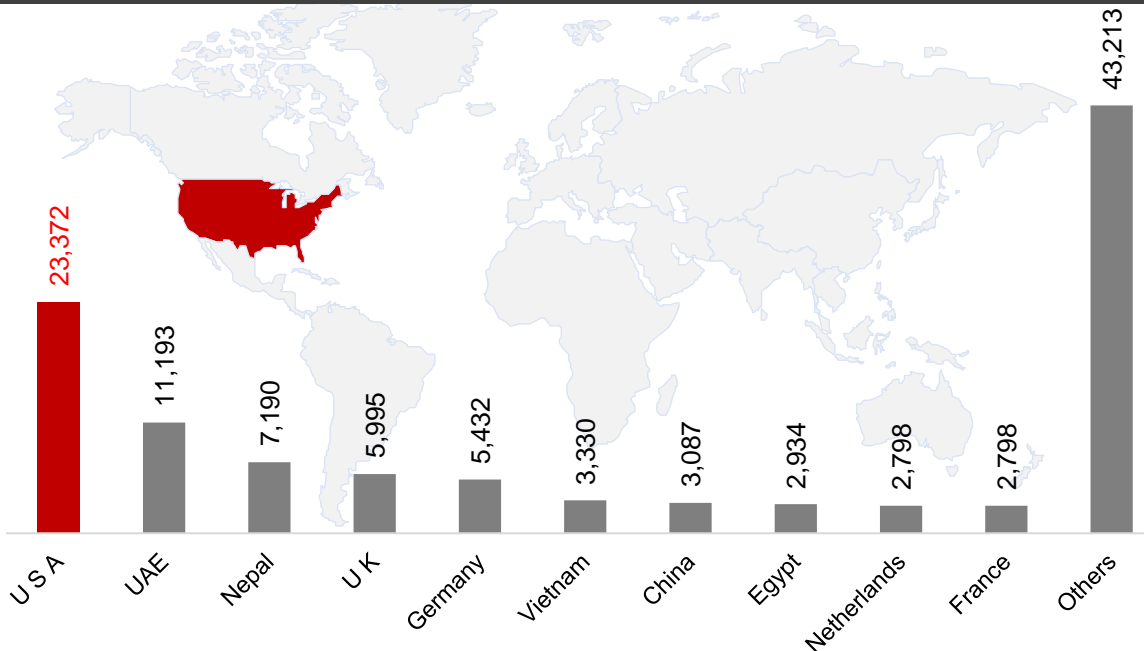 23,372
11,193
7,190
5,995
5,432
3,330
3,087
2,934
2,798
2,798
43,213
U S A
UAE
Nepal
U K
Germany
Vietnam
China
Egypt
Netherlands
France
Others